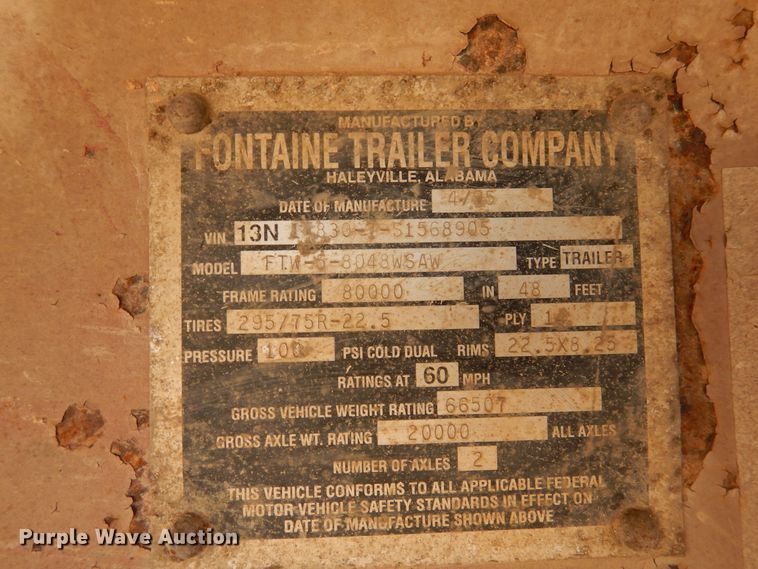 MANUFACTURED BY
FONTAINE TRAILER COMPANY
HALEYVILLE, ALABAMA
DATE OF MANUFACTURE
VIN 13N
MODEL FTW-5-8048WSAW TYPE TRAILER
FRAME RATING 80000 IN 48 FEET
TIRES 295/75R-22.5 PLY
PRESSURE 100 PSI COLD DUAL RIMS 22.5X8.25
RATINGS AT 60 MPH
GROSS VEHICLE WEIGHT RATING 66507
GROSS AXLE WT. RATING 20000 ALL AXLES
NUMBER OF AXLES 2
THIS VEHICLE CONFORMS TO ALL APPLICABLE FEDERAL
MOTOR VEHICLE SAFETY STANDARDS IN EFFECT ON
DATE OF MANUFACTURE SHOWN ABOVE
Purple Wave Auction